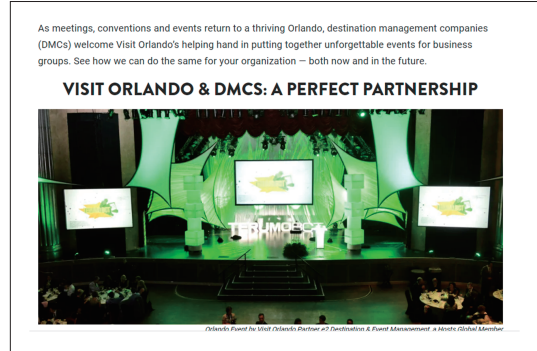 As meetings, conventions and events return to a thriving Orlando, destination management companies
(DMCs) welcome Visit Orlando's helping hand in putting together unforgettable events for business
groups. See how we can do the same for your organization — both now and in the future.
VISIT ORLANDO & DMCS: A PERFECT PARTNERSHIP
TERUMOBCT
Orlando Event by Visit Orlando Partner e2 Destination & Event Management, a Hosts Global Member